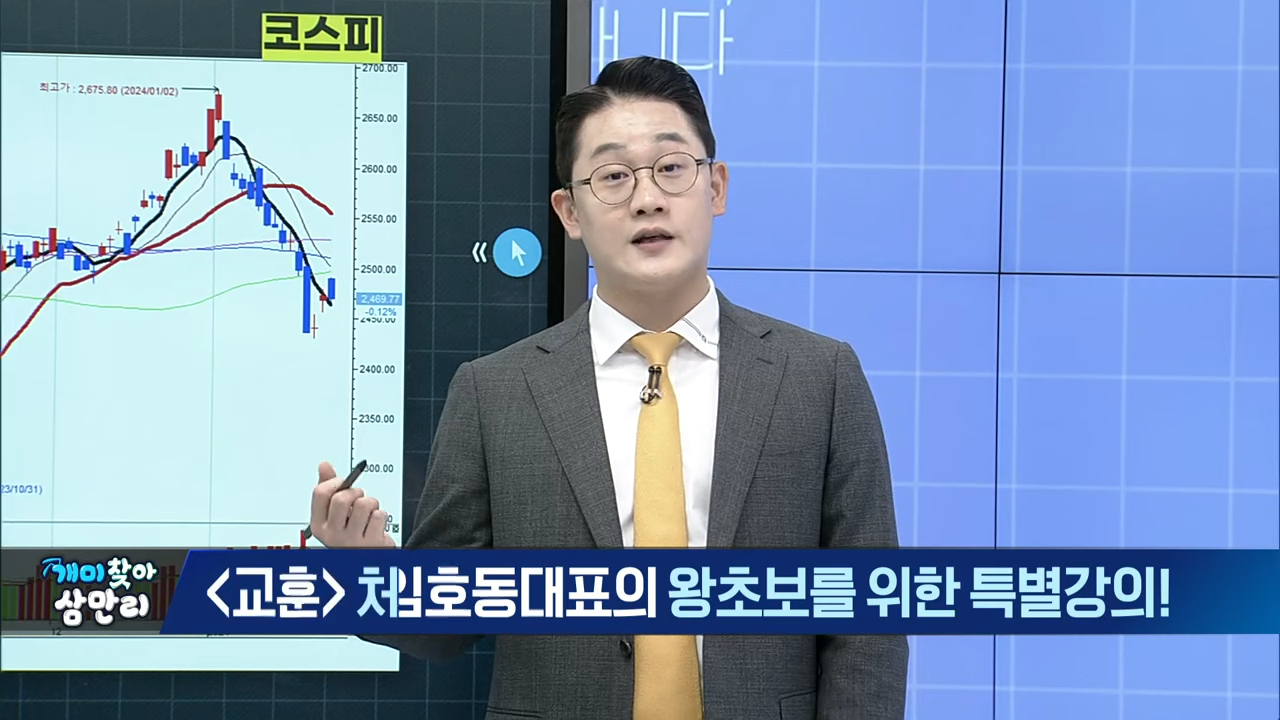 코스피
2700.00
최고가 : 2,675.80 (2024/01/02)
2650.00
2600.00
2550.00
2500.00
2,469.77
-0.12%
2450.00
2400.00
2350.00
23/10/31)
개미찾아
삼만리
<교훈> 호동대표의 왕초보를 위한 특별강의!
12